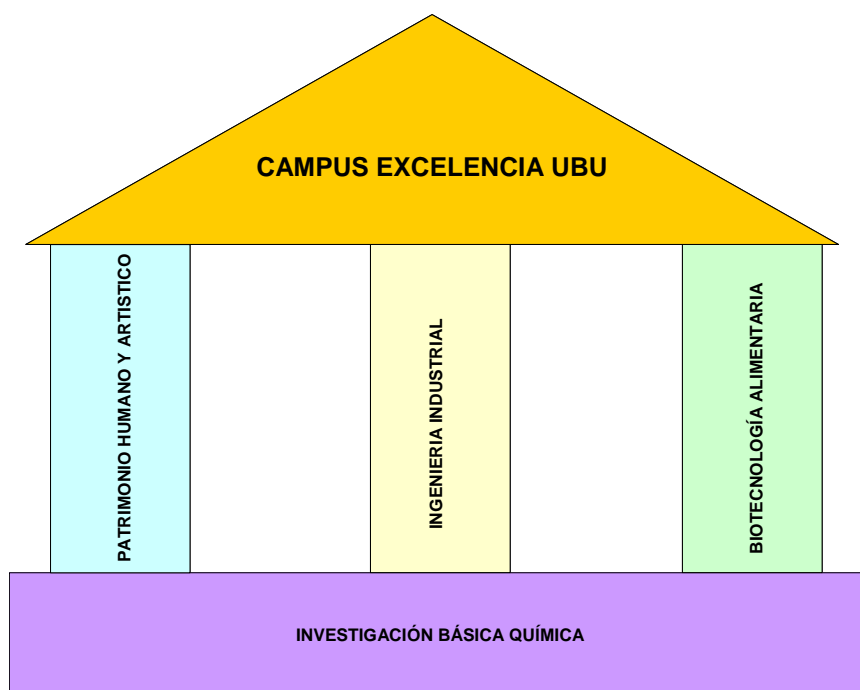 CAMPUS EXCELENCIA UBU
PATRIMONIO HUMANO Y ARTISTICO
INGENIERIA INDUSTRIAL
BIOTECNOLOGÍA ALIMENTARIA
INVESTIGACIÓN BÁSICA QUÍMICA